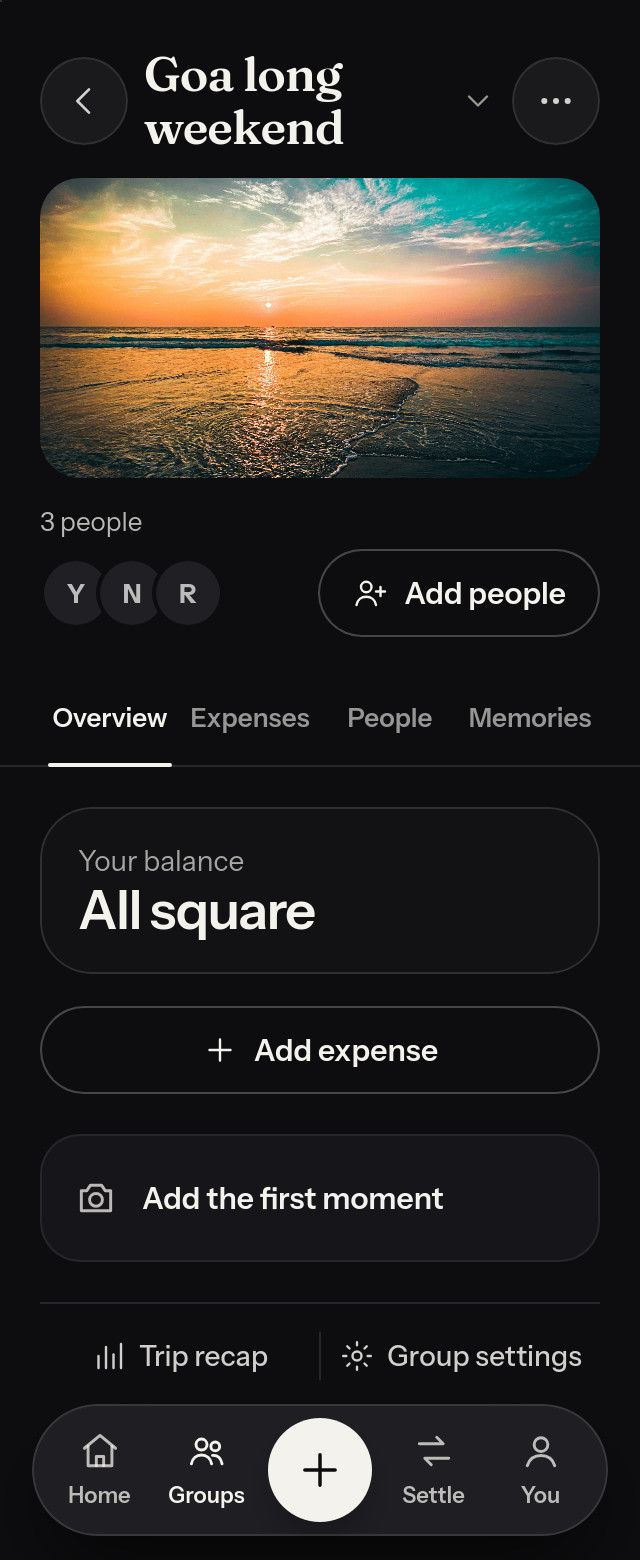 Goa long
weekend
3 people
Y N R
Add people
Overview Expenses People Memories
Your balance
All square
Add expense
Add the first moment
Trip recap Group settings
Home Groups Settle You